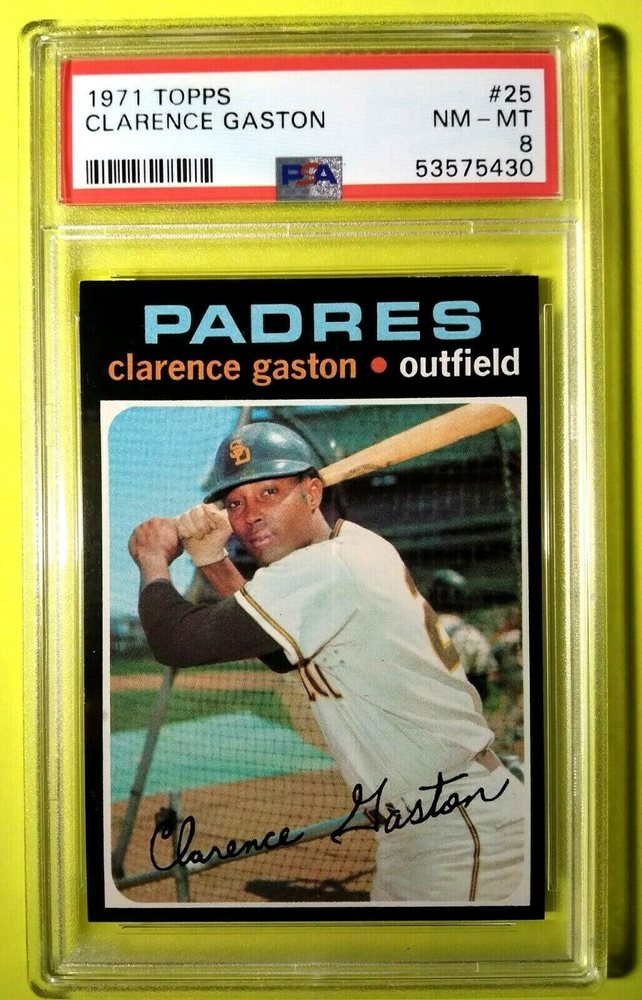 1971 TOPPS #25
CLARENCE GASTON NM - MT
8
PSA 53575430
PADRES
clarence gaston • outfield
SD
Clarence Gaston